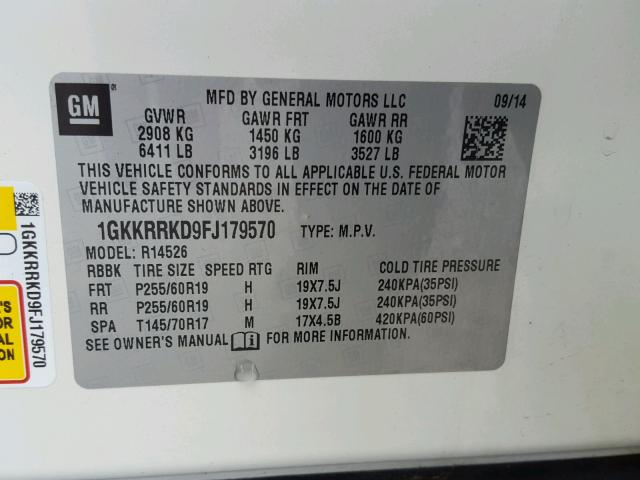 GM
MFD BY GENERAL MOTORS LLC 09/14
GVWR GAWR FRT GAWR RR
2908 KG 1450 KG 1600 KG
6411 LB 3196 LB 3527 LB
THIS VEHICLE CONFORMS TO ALL APPLICABLE U.S. FEDERAL MOTOR
VEHICLE SAFETY STANDARDS IN EFFECT ON THE DATE OF
MANUFACTURE SHOWN ABOVE.
1GKKRRKD9FJ179570 TYPE: M.P.V.
MODEL: R14526
RBBK TIRE SIZE SPEED RTG RIM COLD TIRE PRESSURE
FRT P255/60R19 H 19X7.5J 240KPA(35PSI)
RR P255/60R19 H 19X7.5J 240KPA(35PSI)
SPA T145/70R17 M 17X4.5B 420KPA(60PSI)
SEE OWNER'S MANUAL FOR MORE INFORMATION.
1GKKRRKD9FJ179570